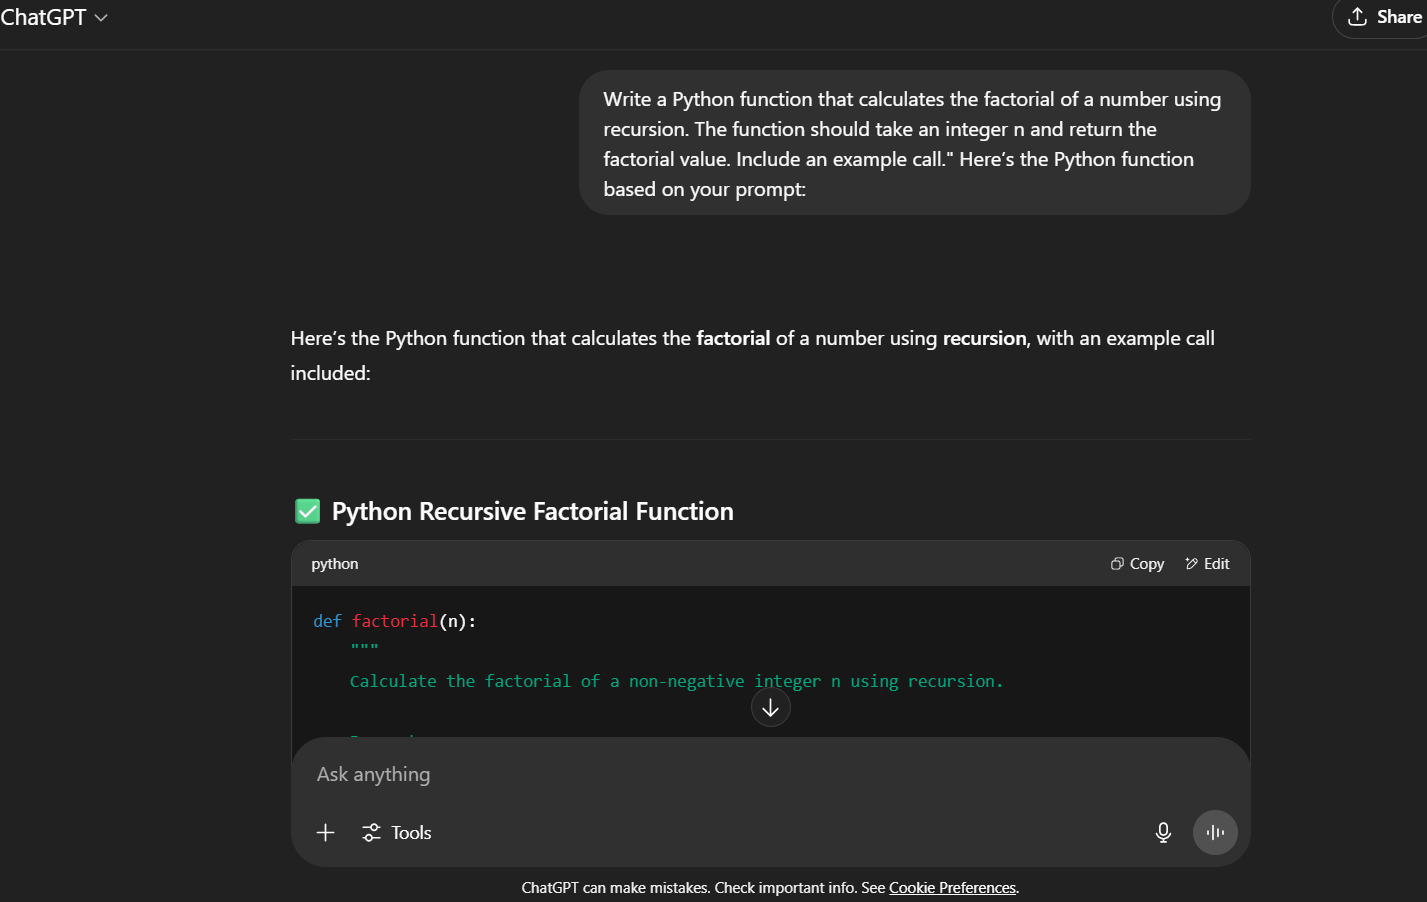 ChatGPT
Share
Write a Python function that calculates the factorial of a number using
recursion. The function should take an integer n and return the
factorial value. Include an example call." Here’s the Python function
based on your prompt:
Here’s the Python function that calculates the factorial of a number using recursion, with an example call
included:
✅ Python Recursive Factorial Function
python
Copy Edit
def factorial(n):
"""
Calculate the factorial of a non-negative integer n using recursion.
Ask anything
Tools
ChatGPT can make mistakes. Check important info. See Cookie Preferences.